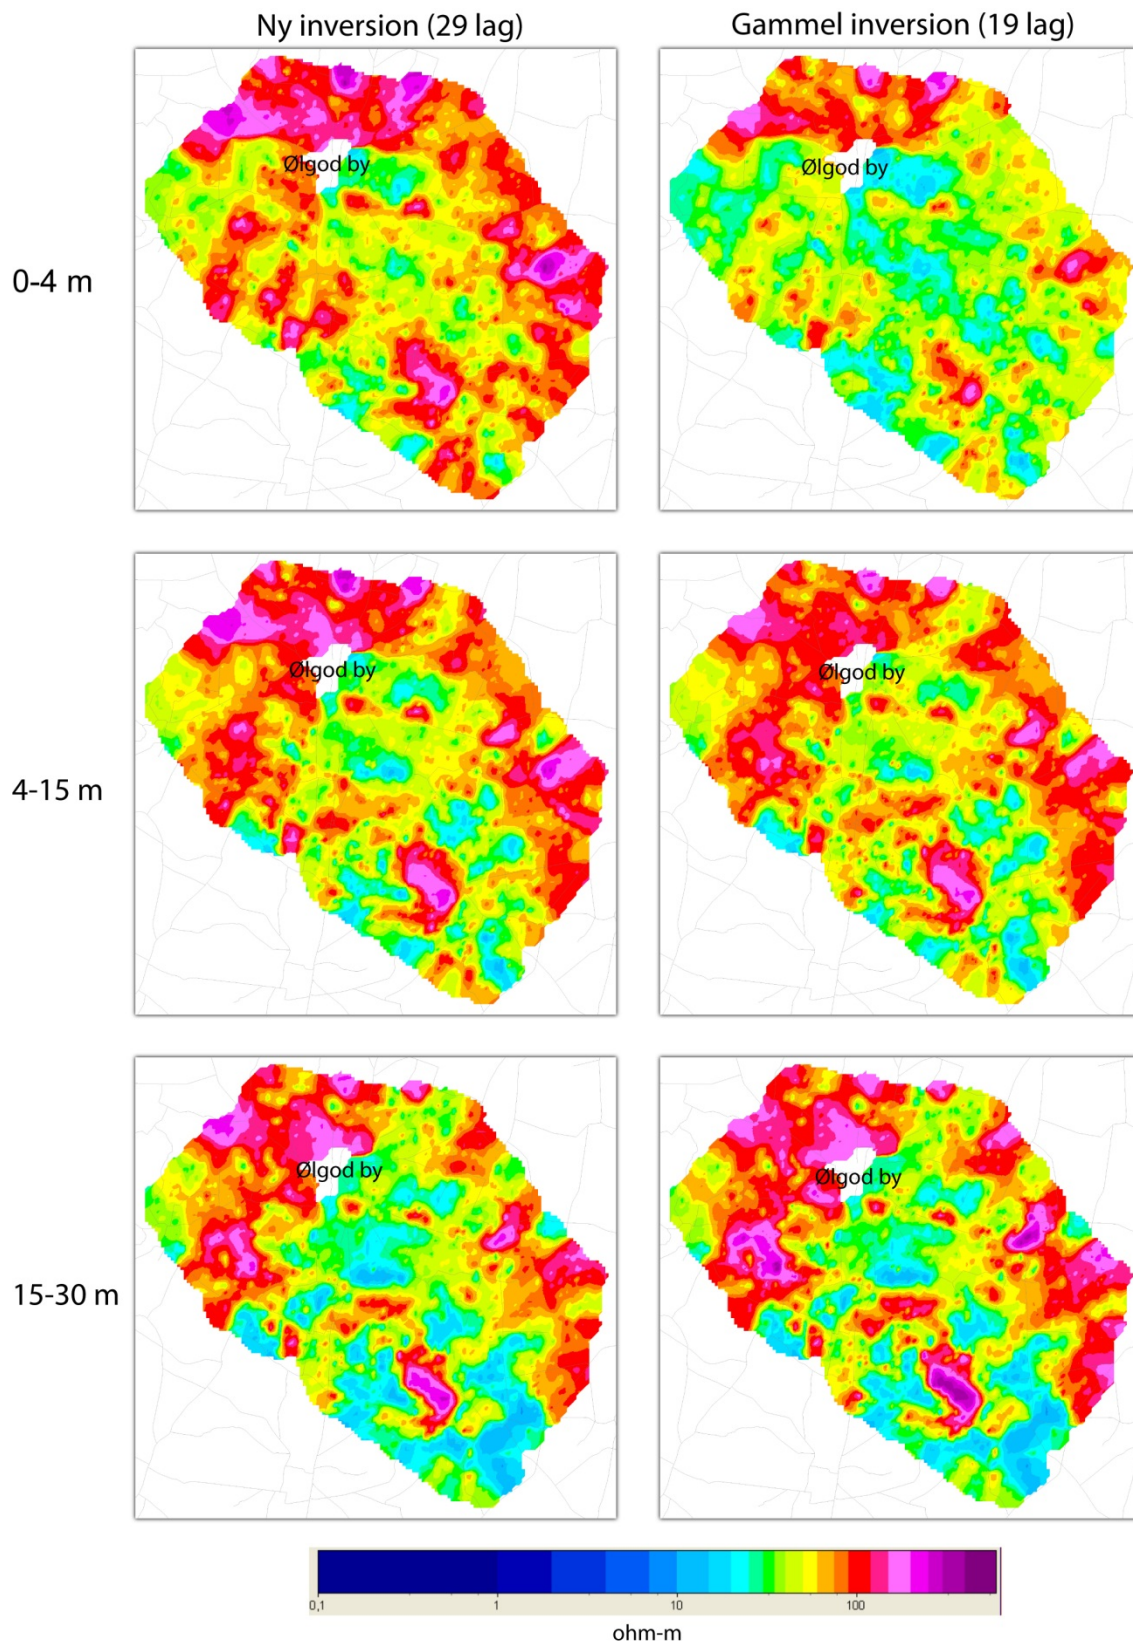 Ny inversion (29 lag)
Gammel inversion (19 lag)
Ølgod by
Ølgod by
0-4 m
Ølgod by
Ølgod by
4-15 m
Ølgod by
Ølgod by
15-30 m
0,1
1
10
100
ohm-m